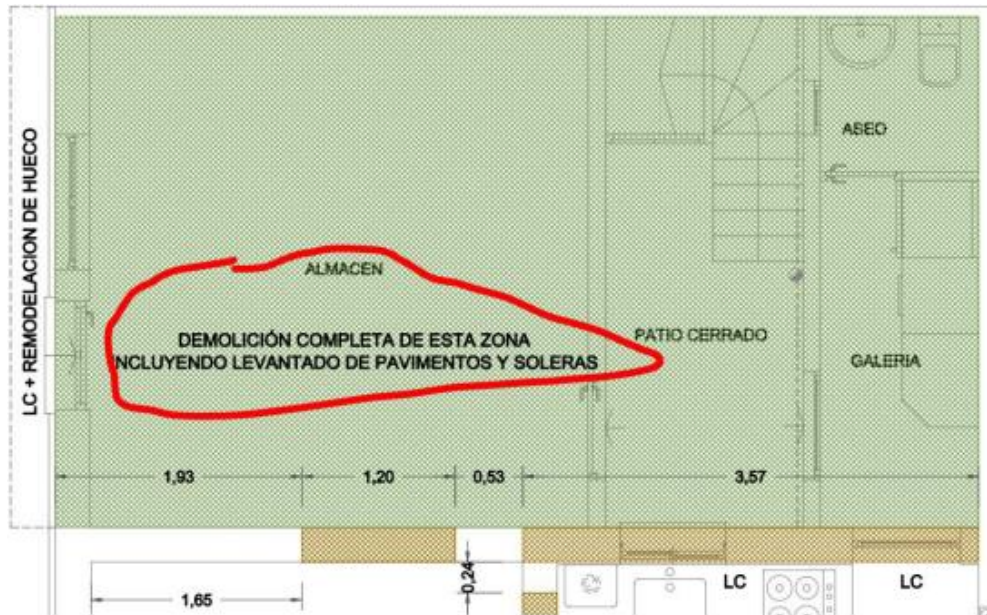 LC + REMODELACION DE HUECO
ASEO
ALMACEN
DEMOLICIÓN COMPLETA DE ESTA ZONA
NCLUYENDO LEVANTADO DE PAVIMENTOS Y SOLERAS
PATIO CERRADO
GALERIA
1,93
1,20
0,53
3,57
0,24
1,65
LC
LC